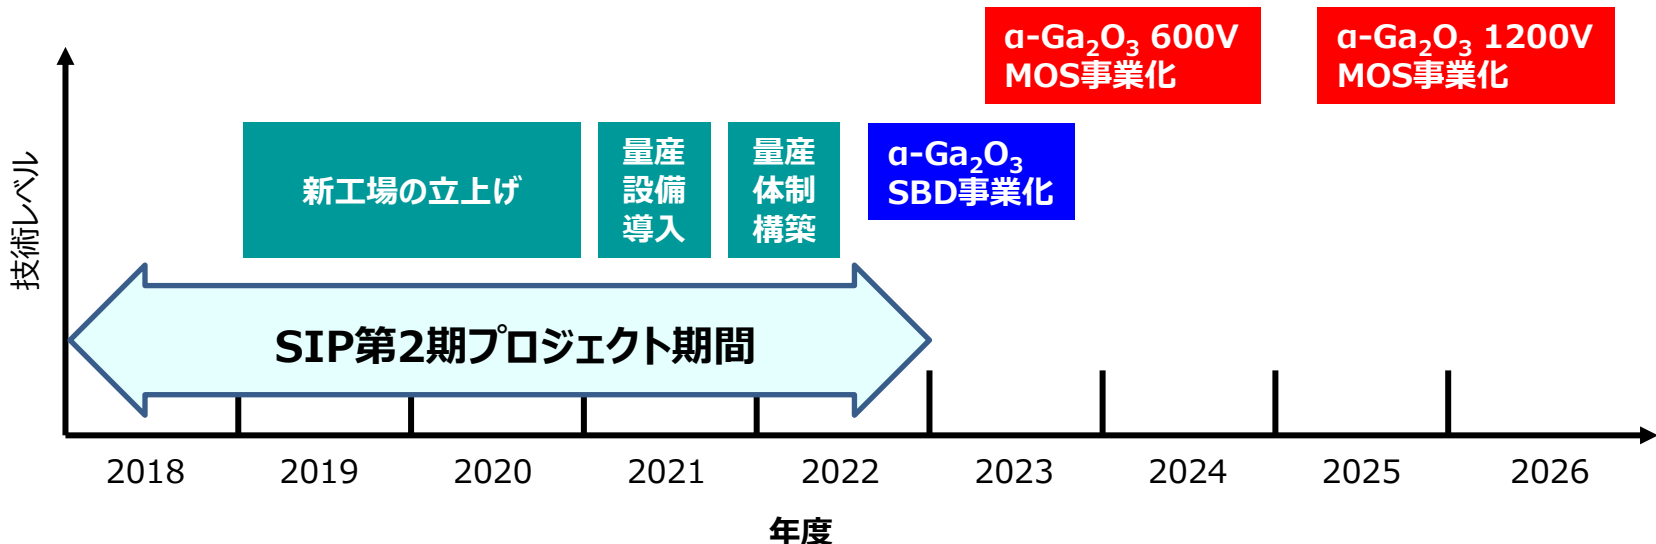 α-Ga₂O₃ 600V
MOS事業化
α-Ga₂O₃ 1200V
MOS事業化
技術レベル
新工場の立上げ
量産
設備
導入
量産
体制
構築
α-Ga₂O₃
SBD事業化
SIP第2期プロジェクト期間
2018 2019 2020 2021 2022 2023 2024 2025 2026
年度